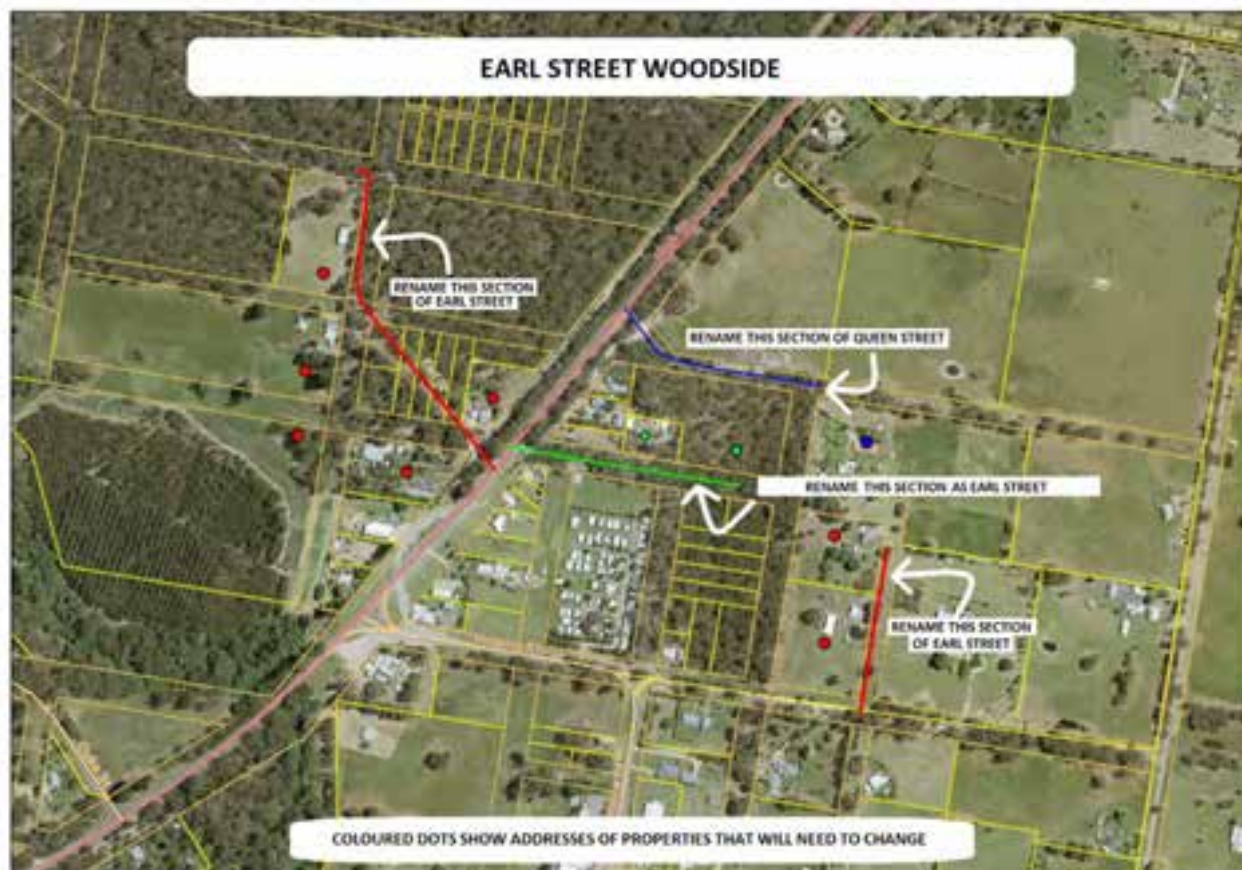 EARL STREET WOODSIDE
RENAME THIS SECTION
OF EARL STREET
RENAME THIS SECTION OF QUEEN STREET
RENAME THIS SECTION AS EARL STREET
RENAME THIS SECTION
OF EARL STREET
COLOURED DOTS SHOW ADDRESSES OF PROPERTIES THAT WILL NEED TO CHANGE